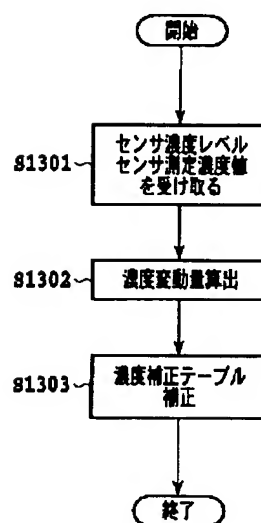 開始
S1301
センサ濃度レベル
センサ測定濃度値
を受け取る
S1302
濃度変動量算出
S1303
濃度補正テーブル
補正
終了